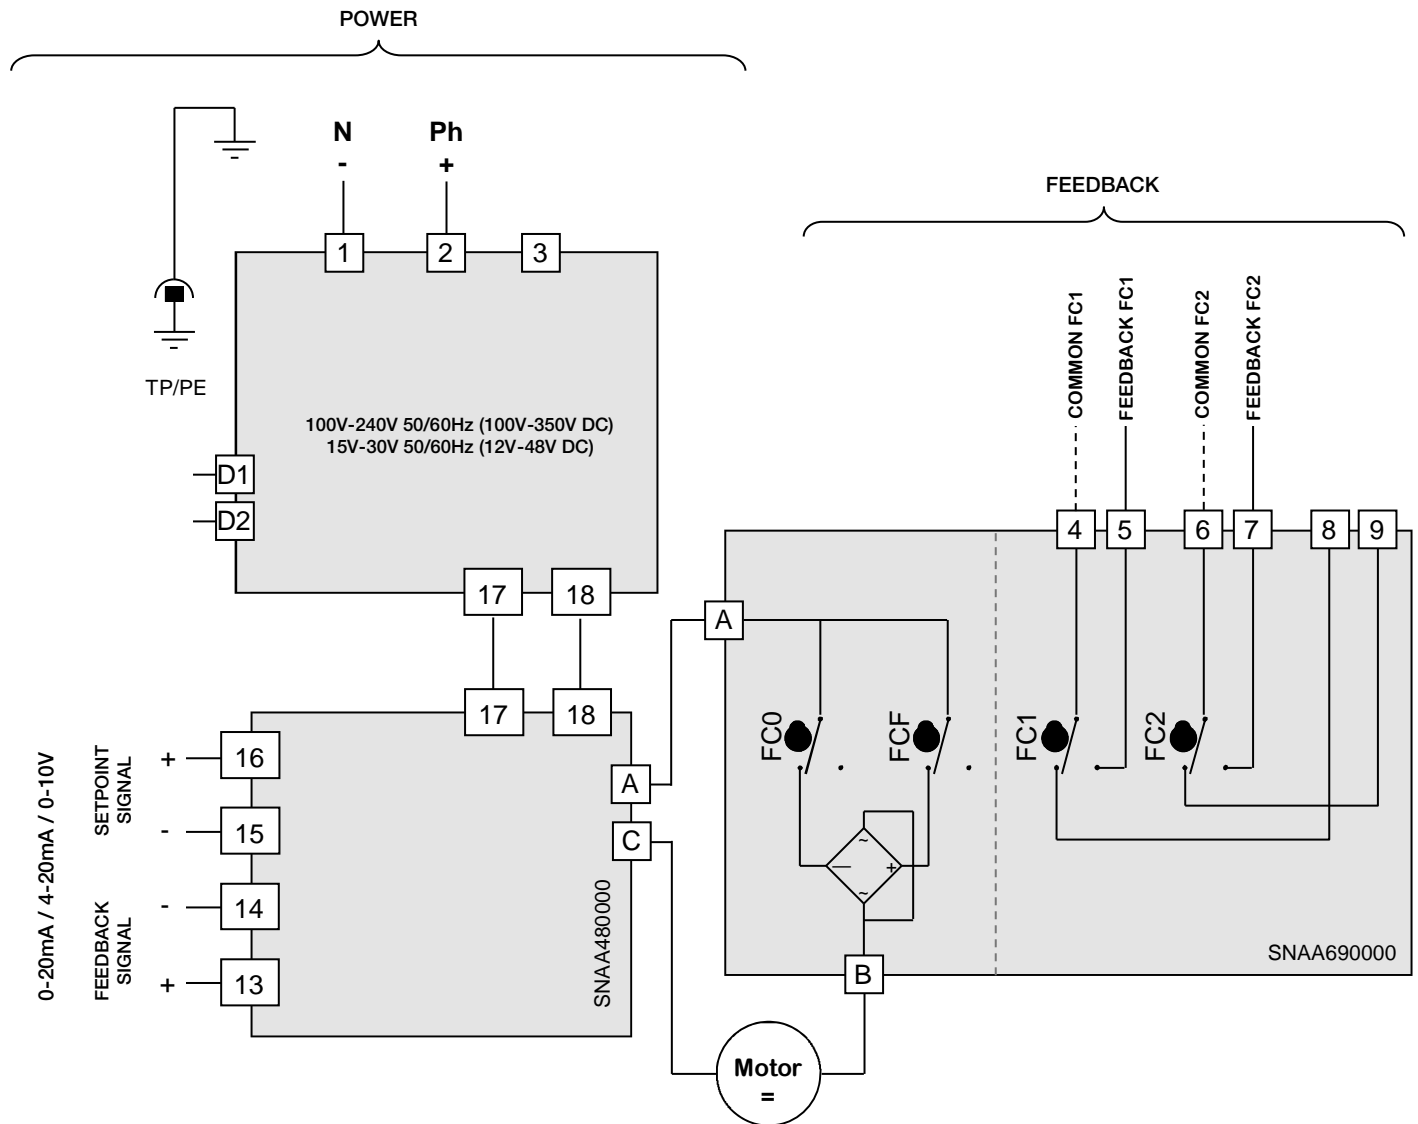 POWER
N
-
Ph
+
1
2
3
TP/PE
100V-240V 50/60Hz (100V-350V DC)
15V-30V 50/60Hz (12V-48V DC)
D1
D2
17
18
17
18
0-20mA / 4-20mA / 0-10V
SETPOINT
SIGNAL
+
16
-
15
FEEDBACK
SIGNAL
-
14
+
13
A
C
SNAA480000
FEEDBACK
COMMON FC1
FEEDBACK FC1
COMMON FC2
FEEDBACK FC2
4
5
6
7
8
9
A
FC0
FCF
FC1
FC2
~
—
+
~
SNAA690000
B
Motor
=